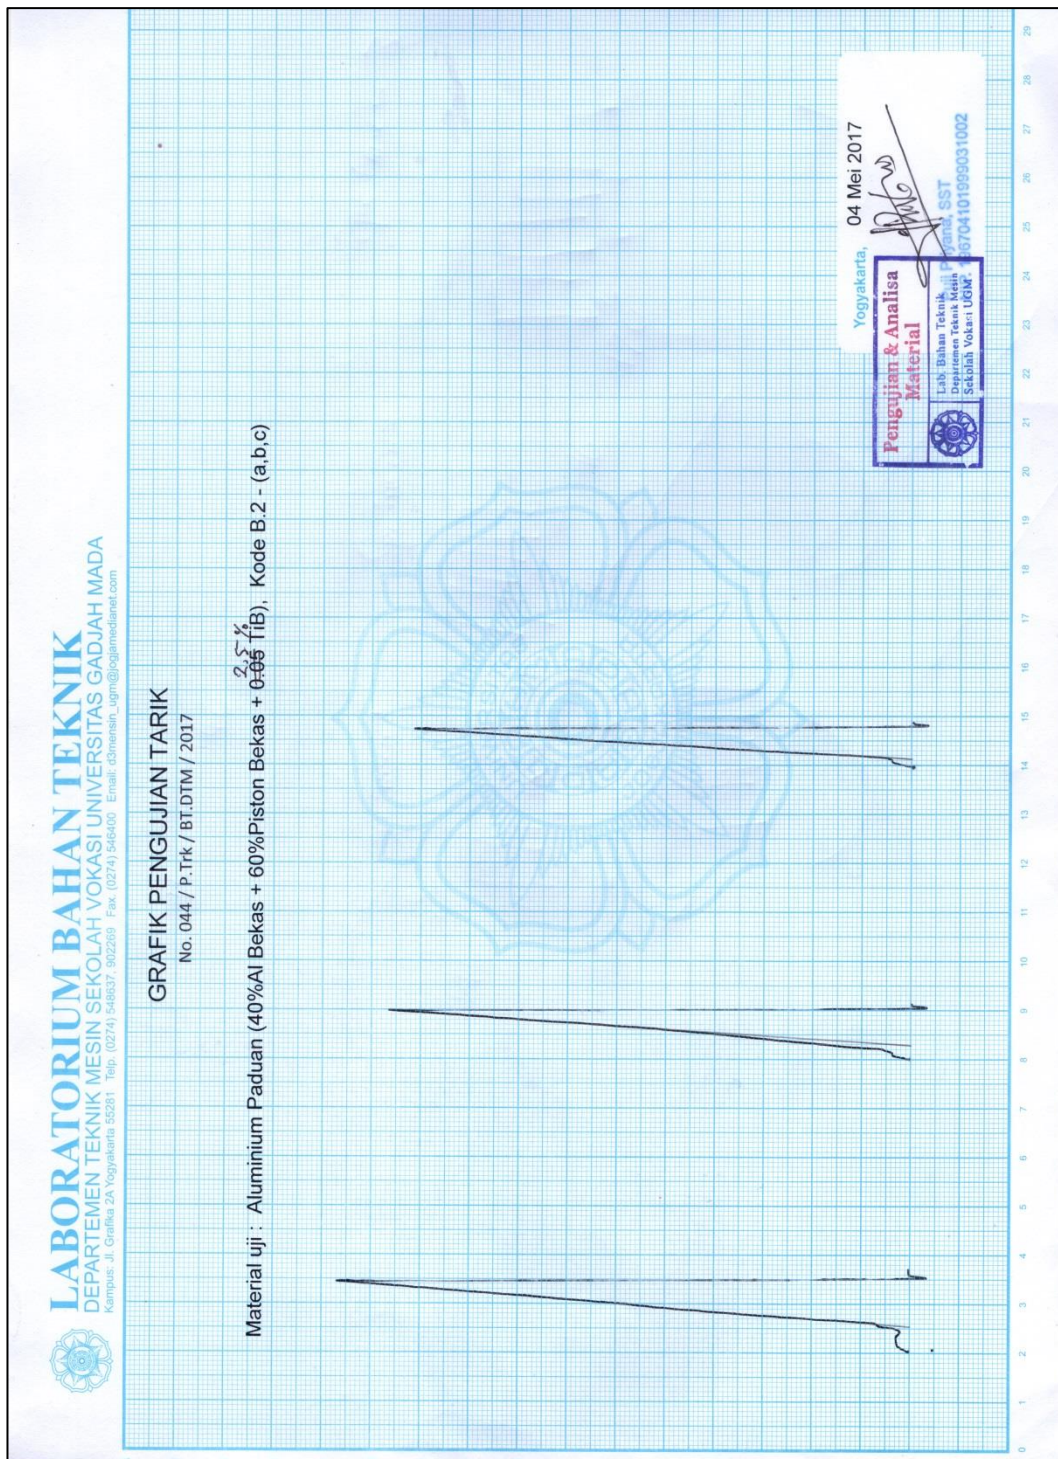 LABORATORIUM BAHAN TEKNIK
DEPARTEMEN TEKNIK MESIN SEKOLAH VOKASI UNIVERSITAS GADJAH MADA
Kampus: Jl. Grafika 2A Yogyakarta 55281 Telp. (0274) 548637, 902269 Fax. (0274) 546400 Email: d3mensin_ugm@jogjamedianet.com
GRAFIK PENGUJIAN TARIK
No. 044 / P.Trk / BT.DTM / 2017
2,5 %
Material uji : Aluminium Paduan (40%Al Bekas + 60%Piston Bekas + 0.05 TiB), Kode B.2 - (a,b,c)
Yogyakarta, 04 Mei 2017
Pengujian & Analisa
Material
Lab. Bahan Teknik
Departemen Teknik Mesin
Sekolah Vokasi UGM
SST
196704101999031002
0 1 2 3 4 5 6 7 8 9 10 11 12 13 14 15 16 17 18 19 20 21 22 23 24 25 26 27 28 29